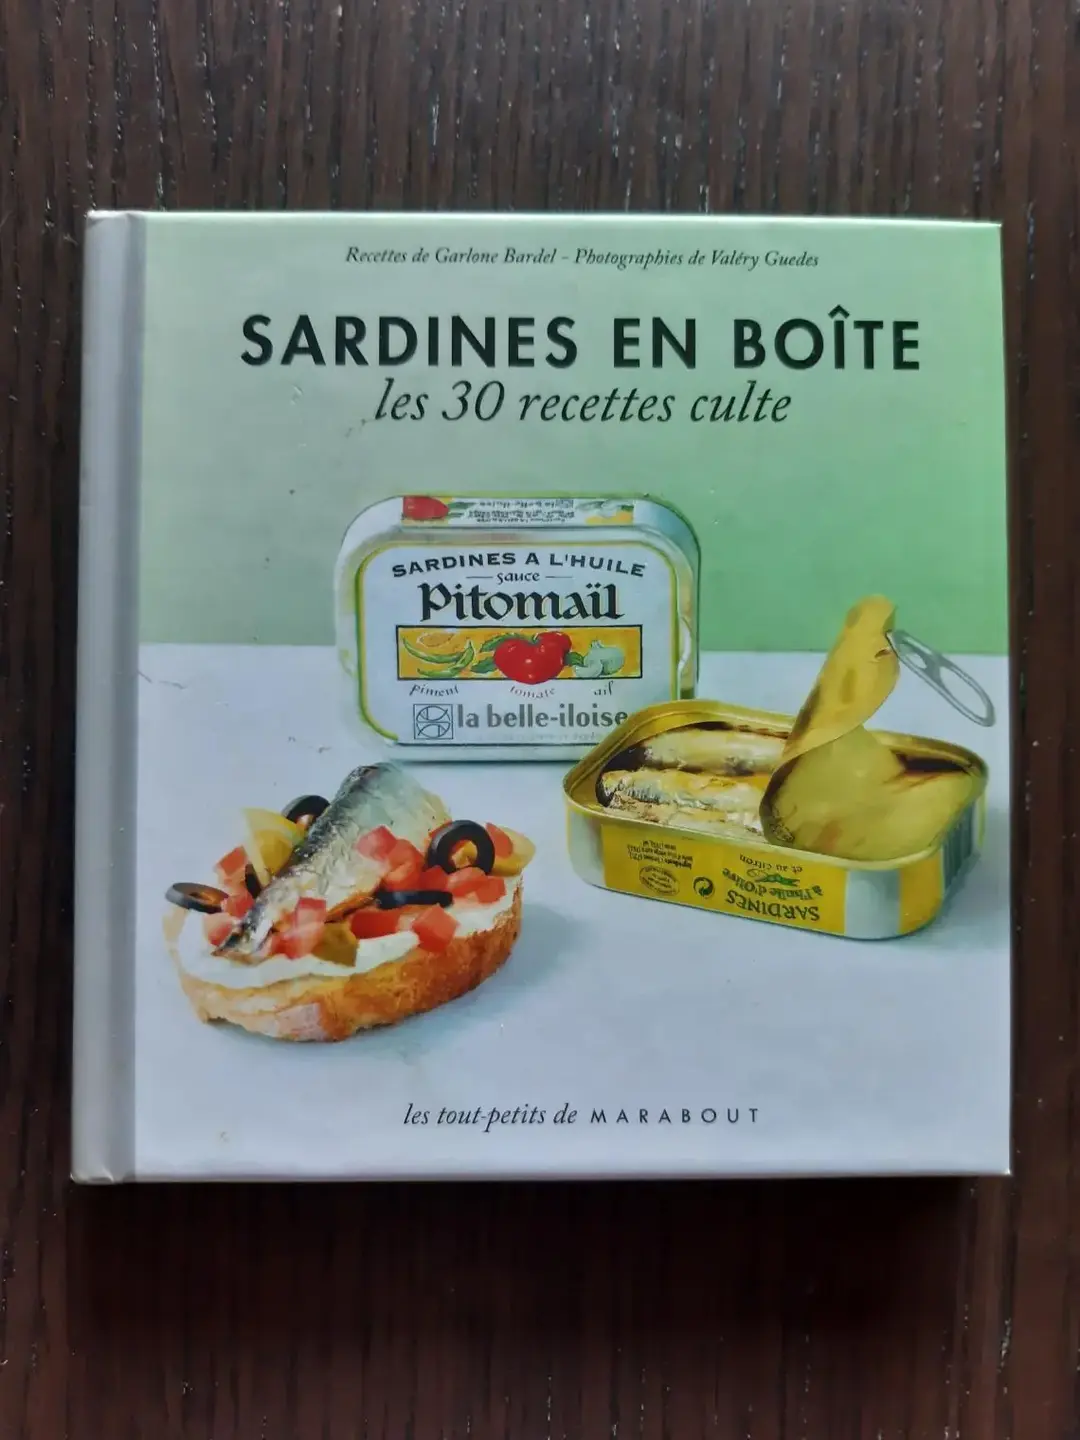 Recettes de Garlone Bardel – Photographies de Valéry Guedes
SARDINES EN BOÎTE
les 30 recettes culte
SARDINES A L'HUILE
sauce
Pitomaïl
piment tomate ail
la belle-iloise
SARDINES
à l'huile d'Olive
et au citron
les tout-petits de MARABOUT